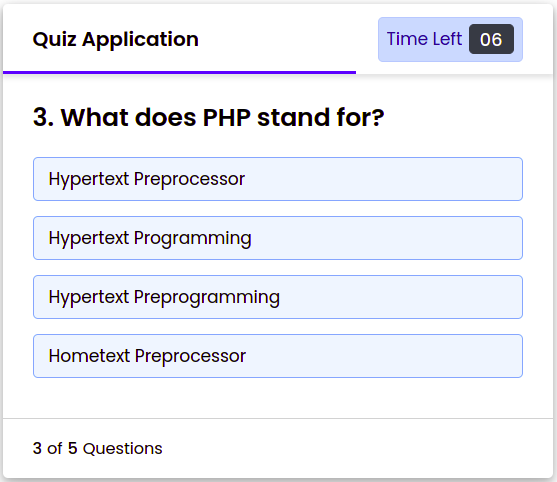 Quiz Application
Time Left 06
3. What does PHP stand for?
Hypertext Preprocessor
Hypertext Programming
Hypertext Preprogramming
Hometext Preprocessor
3 of 5 Questions